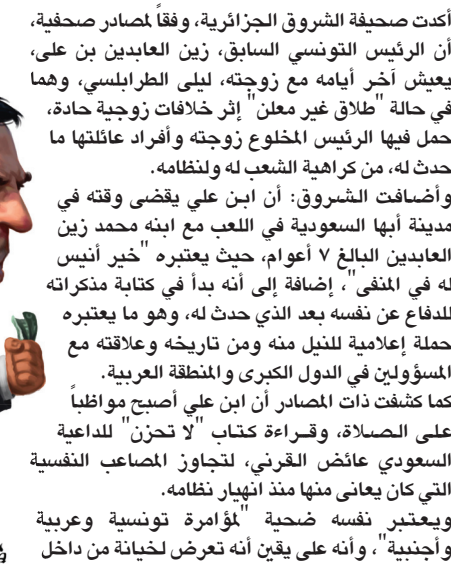 أكدت صحيفة الشروق الجزائرية، وفقاً لمصادر صحفية،
أن الرئيس التونسي السابق، زين العابدين بن على،
يعيش آخر أيامه مع زوجته، ليلى الطرابلسي، وهما
في حالة "طلاق غير معلن" إثر خلافات زوجية حادة،
حمل فيها الرئيس المخلوع زوجته وأفراد عائلتها ما
حدث له، من كراهية الشعب له ولنظامه.
وأضافت الشروق: أن ابن علي يقضى وقته في
مدينة أبها السعودية في اللعب مع ابنه محمد زين
العابدين البالغ ٧ أعوام، حيث يعتبره "خير أنيس
له في المنفى"، إضافة إلى أنه بدأ في كتابة مذكراته
للدفاع عن نفسه بعد الذي حدث له، وهو ما يعتبره
حملة إعلامية للنيل منه ومن تاريخه وعلاقته مع
المسؤولين في الدول الكبرى والمنطقة العربية.
كما كشفت ذات المصادر أن ابن علي أصبح مواظباً
على الصلاة، وقراءة كتاب "لا تحزن" للداعية
السعودي عائض القرني، لتجاوز المصاعب النفسية
التي كان يعانى منها منذ انهيار نظامه.
ويعتبر نفسه ضحية "لمؤامرة تونسية وعربية
وأجنبية"، وأنه على يقين أنه تعرض لخيانة من داخل